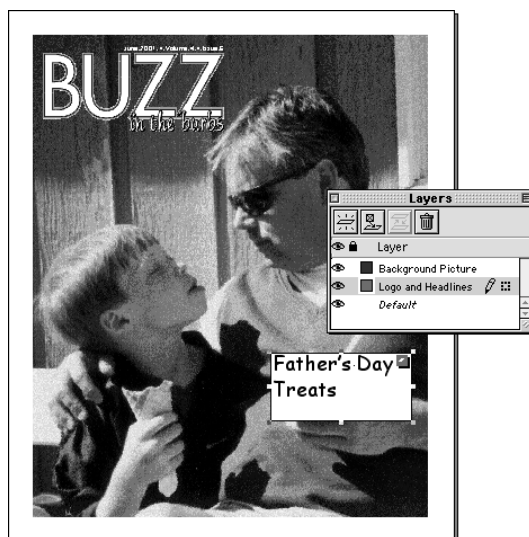 June 2001 • Volume 4 • Issue 6
BUZZ
in the 'burbs
Layers
Layer
Background Picture
Logo and Headlines
Default
Father's Day
Treats